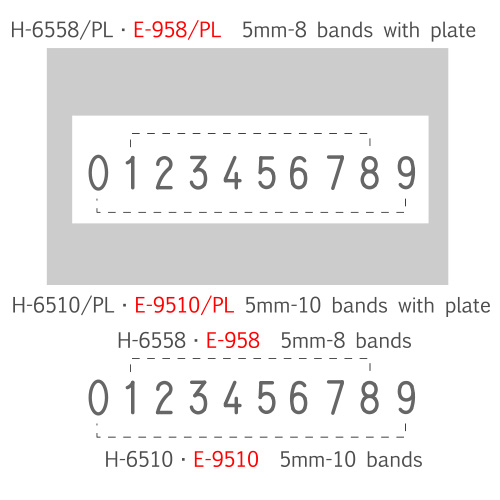 H-6558/PL · E-958/PL 5mm-8 bands with plate
0 1 2 3 4 5 6 7 8 9
H-6510/PL · E-9510/PL 5mm-10 bands with plate
H-6558 · E-958 5mm-8 bands
0 1 2 3 4 5 6 7 8 9
H-6510 · E-9510 5mm-10 bands